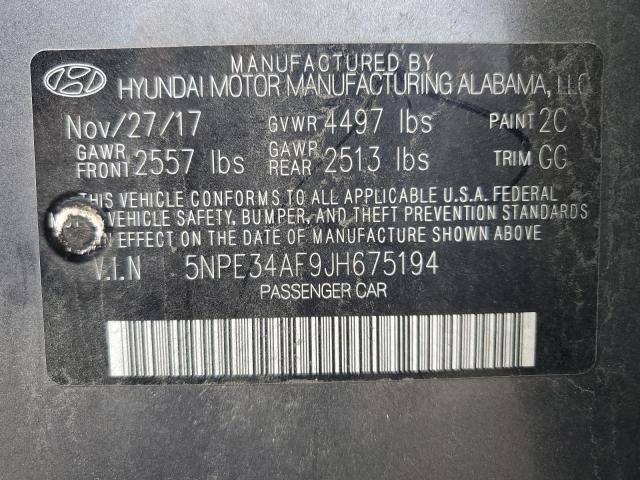 MANUFACTURED BY
HYUNDAI MOTOR MANUFACTURING ALABAMA, LLC
Nov/27/17 GVWR 4497 lbs PAINT 2C
GAWR FRONT 2557 lbs GAWR REAR 2513 lbs TRIM GG
THIS VEHICLE CONFORMS TO ALL APPLICABLE U.S.A. FEDERAL
VEHICLE SAFETY, BUMPER, AND THEFT PREVENTION STANDARDS
IN EFFECT ON THE DATE OF MANUFACTURE SHOWN ABOVE
V.I.N 5NPE34AF9JH675194
PASSENGER CAR